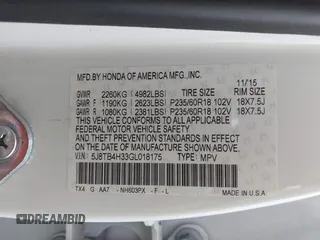 MFD.BY HONDA OF AMERICA MFG.,INC. 11/15
GVWR 2260KG ( 4982LBS) TIRE SIZE RIM SIZE
GAWR F 1190KG ( 2623LBS) P235/60R18 102V 18X7.5J
GAWR R 1080KG ( 2381LBS) P235/60R18 102V 18X7.5J
THIS VEHICLE CONFORMS TO ALL APPLICABLE
FEDERAL MOTOR VEHICLE SAFETY AND THEFT
PREVENTION STANDARDS IN EFFECT ON THE DATE
OF MANUFACTURE SHOWN ABOVE.
V.I.N: 5J8TB4H33GL018175 TYPE: MPV
TX4 G AA7 - NH603PX - F - L
MADE IN U.S.A
© DEALRAMBID